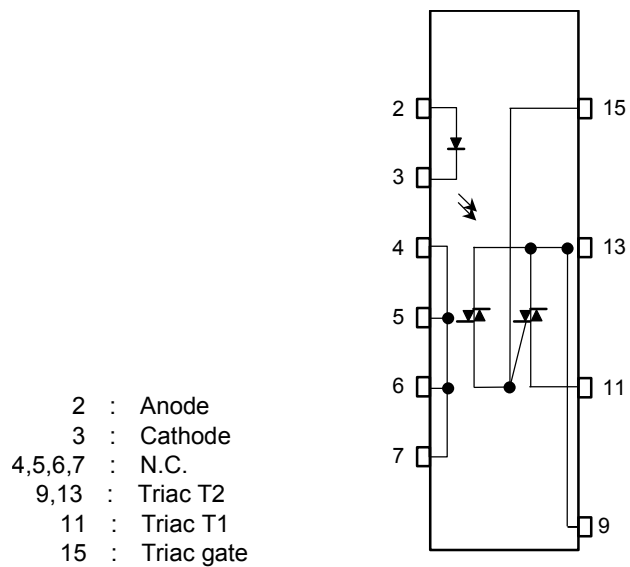 2
15
3
4
13
5
6
11
7
9
2 : Anode
3 : Cathode
4,5,6,7 : N.C.
9,13 : Triac T2
11 : Triac T1
15 : Triac gate